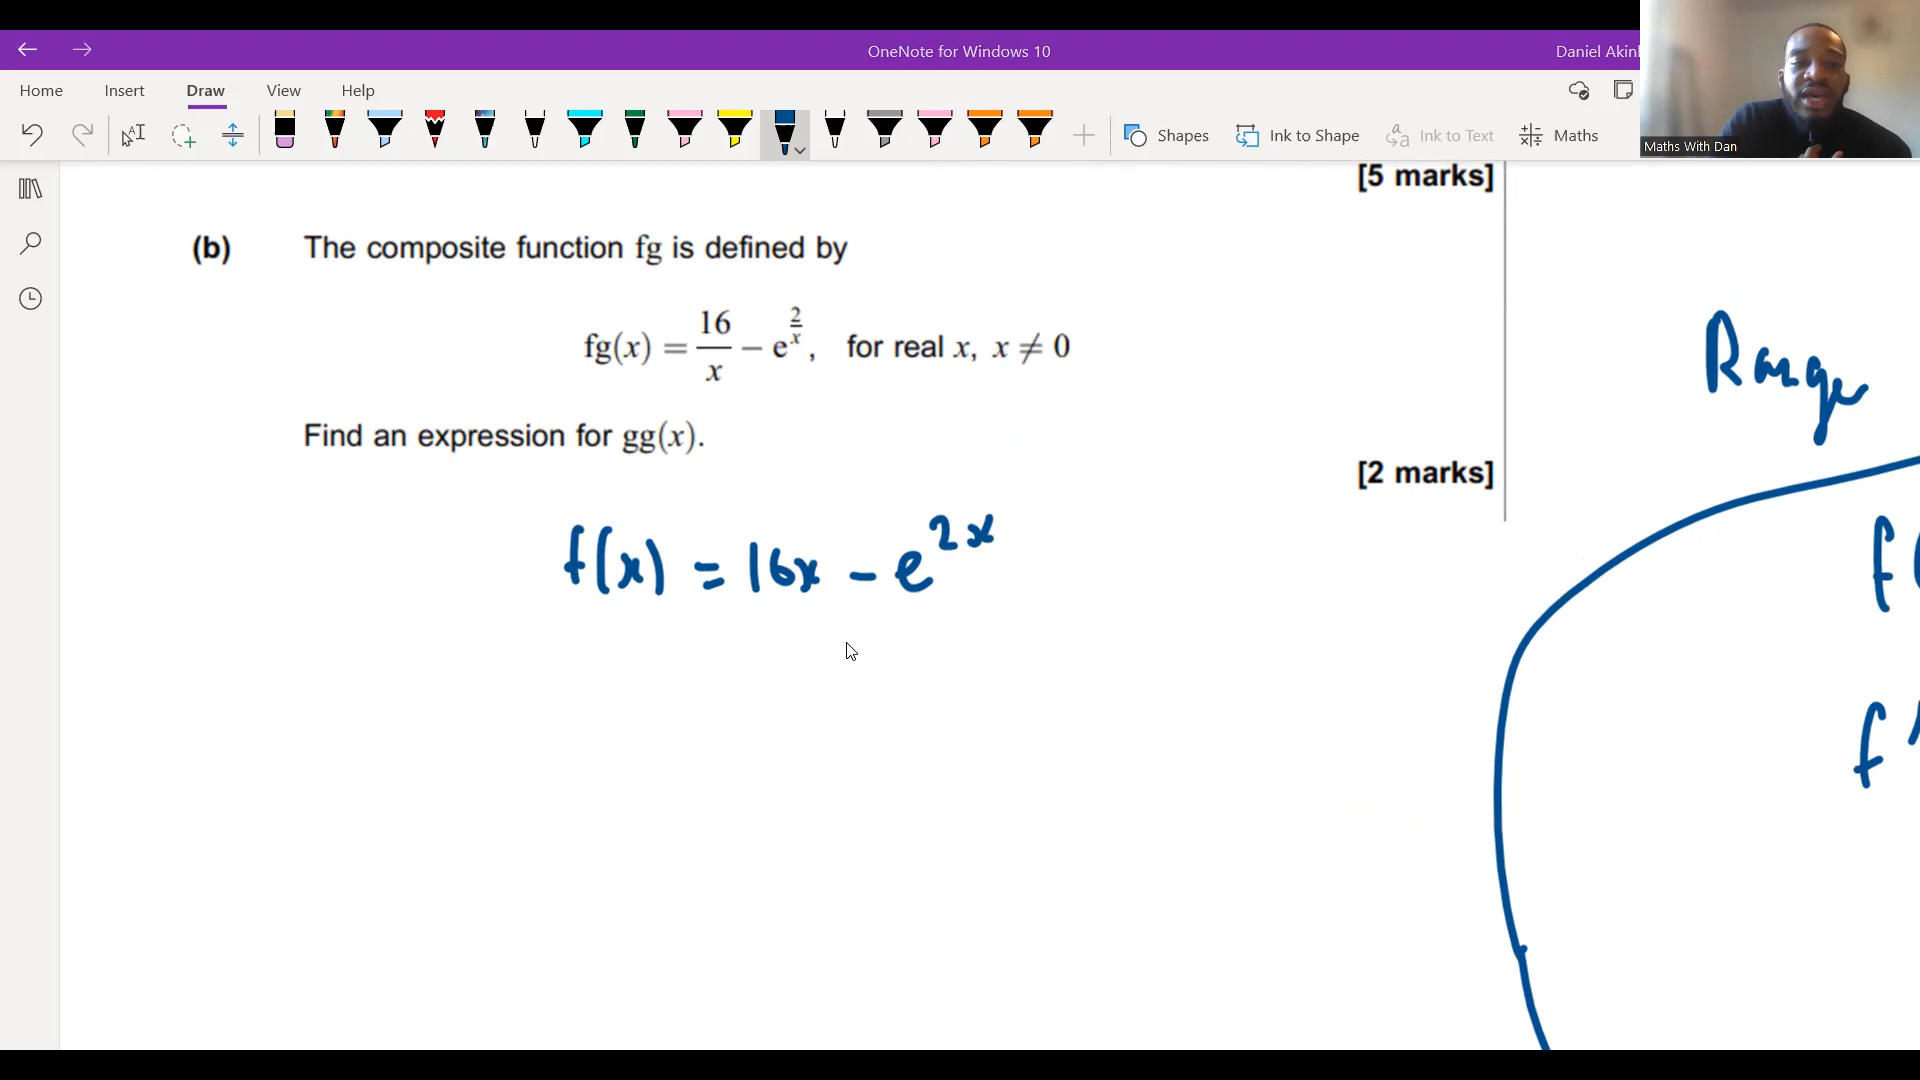 OneNote for Windows 10
Daniel Akin
Home Insert Draw View Help
Shapes Ink to Shape Ink to Text Maths
Maths With Dan
[5 marks]
(b) The composite function fg is defined by
fg(x) = 16/x − e^(2/x), for real x, x ≠ 0
Find an expression for gg(x).
[2 marks]
f(x) = 16x − e^2x
Range
f(
f